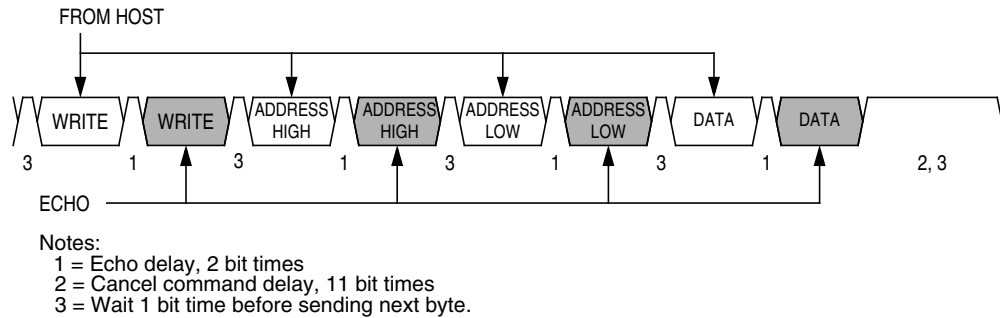 FROM HOST
WRITE WRITE ADDRESS HIGH ADDRESS HIGH ADDRESS LOW ADDRESS LOW DATA DATA
3 1 3 1 3 1 3 1 2, 3
ECHO
Notes:
1 = Echo delay, 2 bit times
2 = Cancel command delay, 11 bit times
3 = Wait 1 bit time before sending next byte.